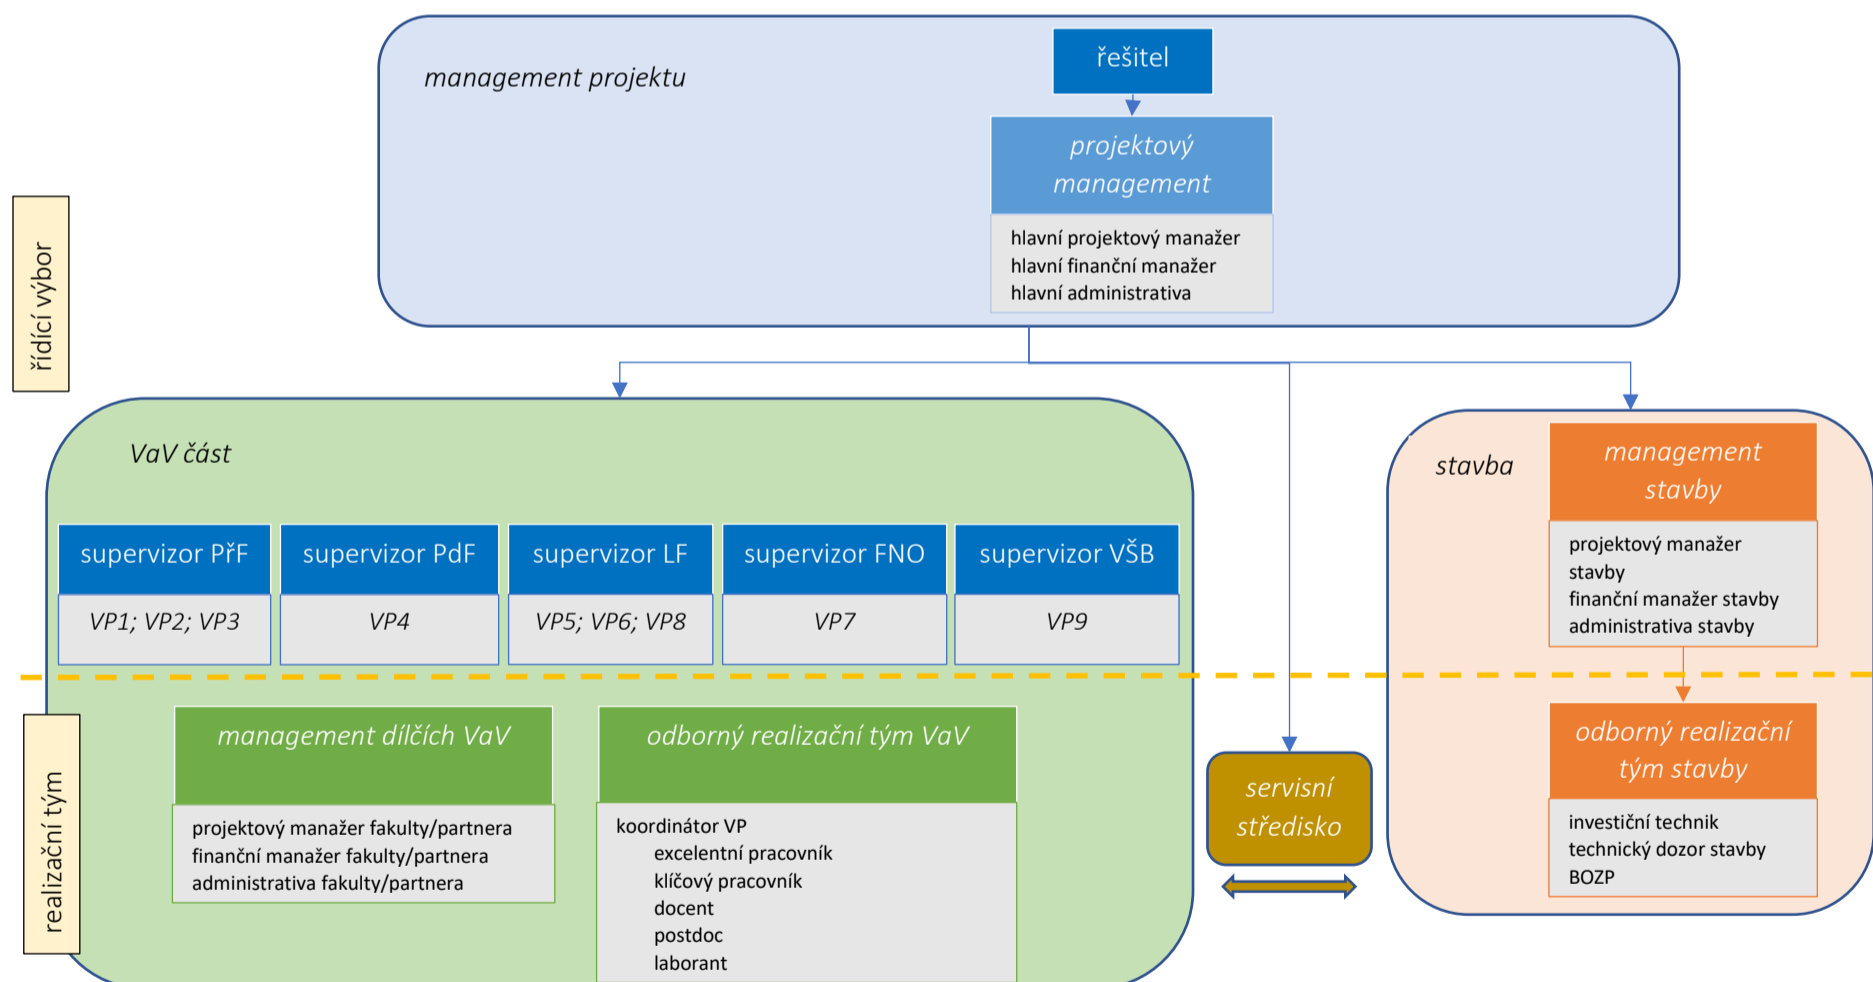 management projektu
řešitel
projektový
management
hlavní projektový manažer
hlavní finanční manažer
hlavní administrativa
řídící výbor
VaV část
supervizor PřF
VP1; VP2; VP3
supervizor PdF
VP4
supervizor LF
VP5; VP6; VP8
supervizor FNO
VP7
supervizor VŠB
VP9
stavba
management
stavby
projektový manažer
stavby
finanční manažer stavby
administrativa stavby
realizační tým
management dílčích VaV
projektový manažer fakulty/partnera
finanční manažer fakulty/partnera
administrativa fakulty/partnera
odborný realizační tým VaV
koordinátor VP
excelentní pracovník
klíčový pracovník
docent
postdoc
laborant
servisní
středisko
odborný realizační
tým stavby
investiční technik
technický dozor stavby
BOZP